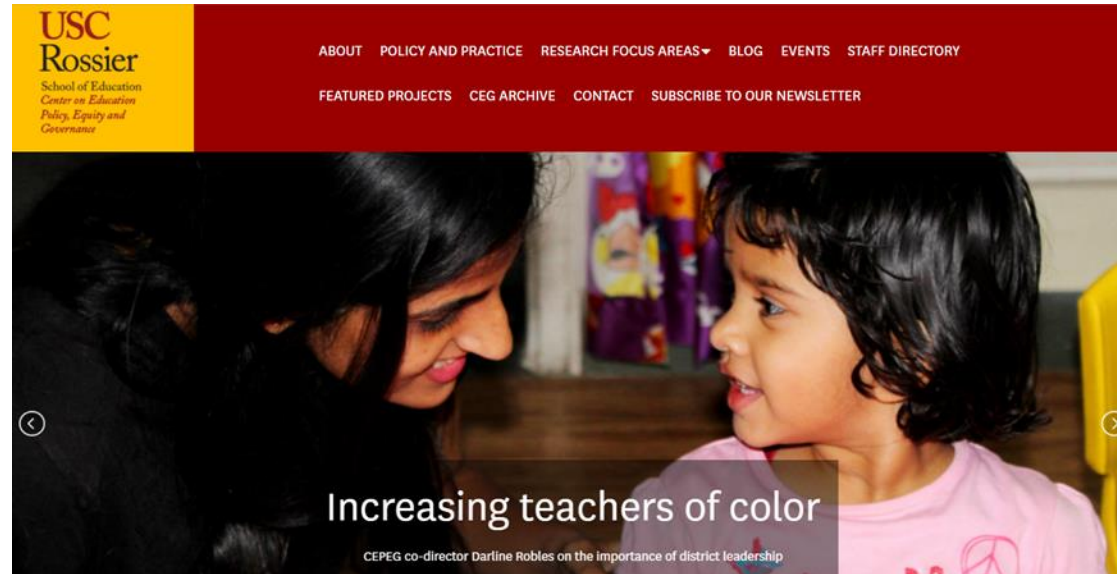 USC
Rossier
School of Education
Center on Education
Policy, Equity and
Governance
ABOUT POLICY AND PRACTICE RESEARCH FOCUS AREAS BLOG EVENTS STAFF DIRECTORY
FEATURED PROJECTS CEG ARCHIVE CONTACT SUBSCRIBE TO OUR NEWSLETTER
Increasing teachers of color
CEPEG co-director Darline Robles on the importance of district leadership